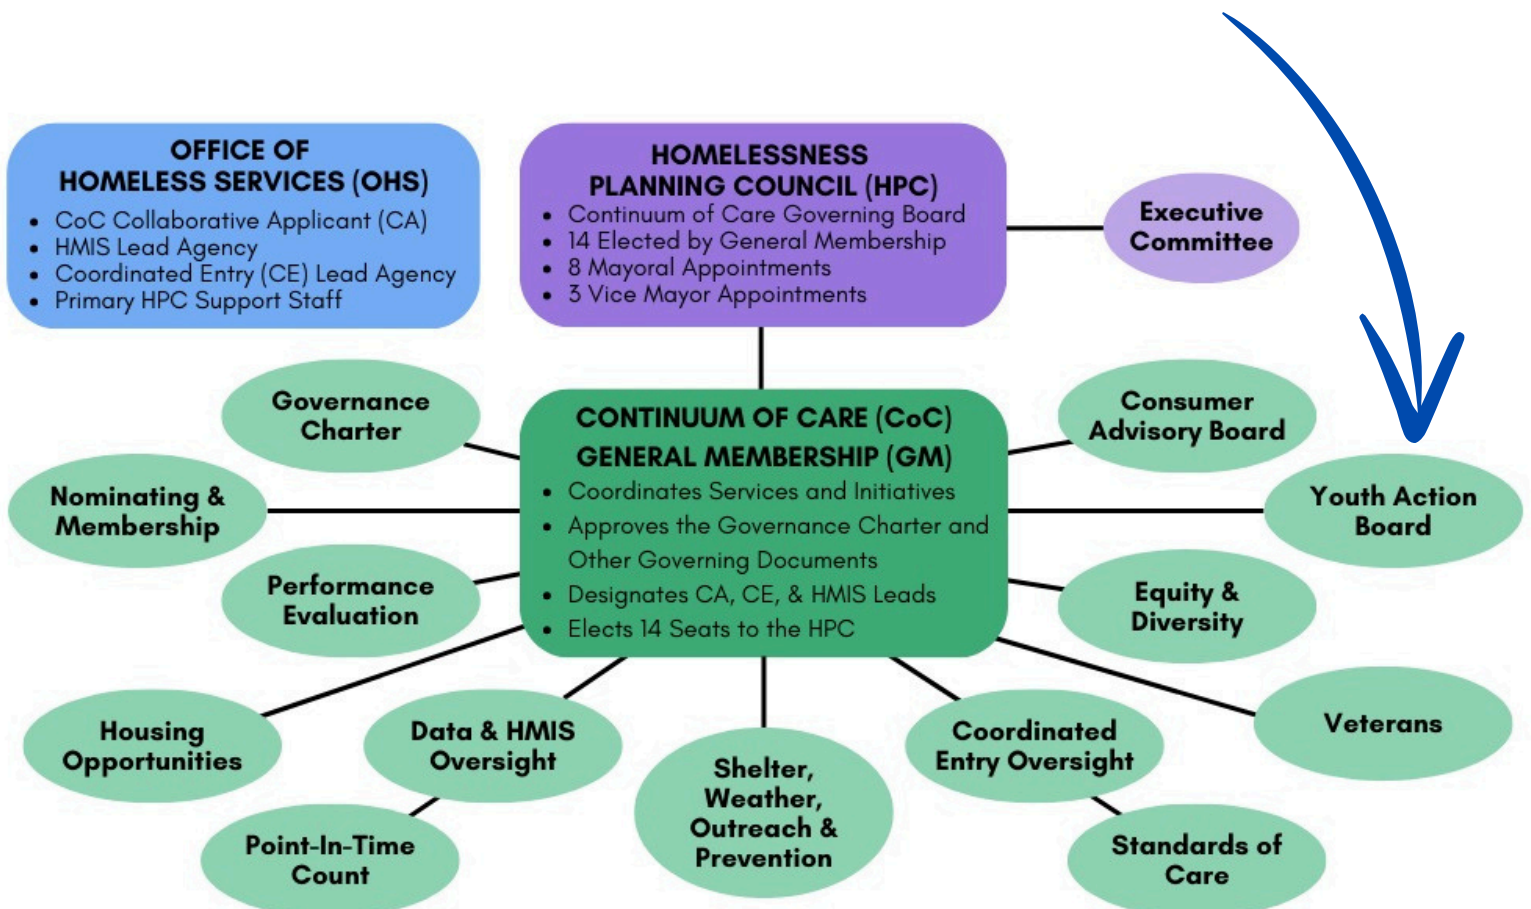 OFFICE OF
HOMELESS SERVICES (OHS)
• CoC Collaborative Applicant (CA)
• HMIS Lead Agency
• Coordinated Entry (CE) Lead Agency
• Primary HPC Support Staff
HOMELESSNESS
PLANNING COUNCIL (HPC)
• Continuum of Care Governing Board
• 14 Elected by General Membership
• 8 Mayoral Appointments
• 3 Vice Mayor Appointments
Executive
Committee
Governance
Charter
Nominating &
Membership
Performance
Evaluation
CONTINUUM OF CARE (CoC)
GENERAL MEMBERSHIP (GM)
• Coordinates Services and Initiatives
• Approves the Governance Charter and
Other Governing Documents
• Designates CA, CE, & HMIS Leads
• Elects 14 Seats to the HPC
Consumer
Advisory Board
Youth Action
Board
Equity &
Diversity
Housing
Opportunities
Data & HMIS
Oversight
Shelter,
Weather,
Outreach &
Prevention
Coordinated
Entry Oversight
Veterans
Point-In-Time
Count
Standards of
Care